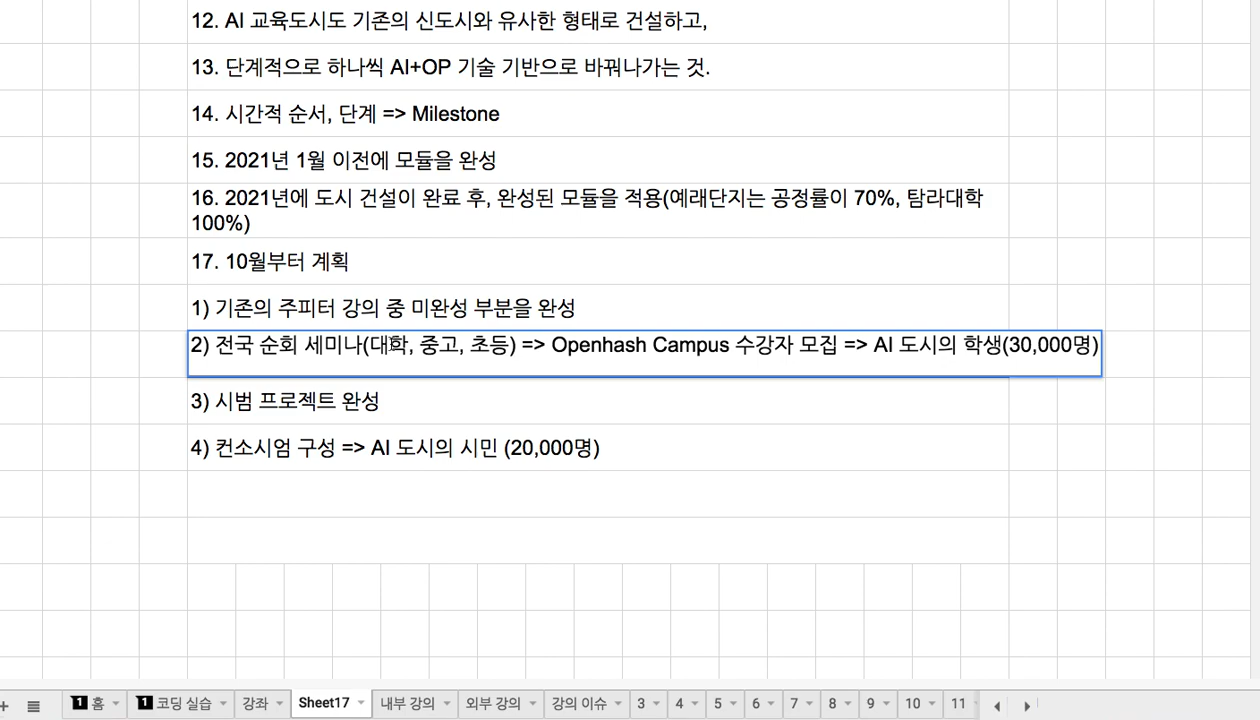 12. AI 교육도시도 기존의 신도시와 유사한 형태로 건설하고,
13. 단계적으로 하나씩 AI+OP 기술 기반으로 바꿔나가는 것.
14. 시간적 순서, 단계 => Milestone
15. 2021년 1월 이전에 모듈을 완성
16. 2021년에 도시 건설이 완료 후, 완성된 모듈을 적용(예래단지는 공정률이 70%, 탐라대학
100%)
17. 10월부터 계획
1) 기존의 주피터 강의 중 미완성 부분을 완성
2) 전국 순회 세미나(대학, 중고, 초등) => Openhash Campus 수강자 모집 => AI 도시의 학생(30,000명)
3) 시범 프로젝트 완성
4) 컨소시엄 구성 => AI 도시의 시민 (20,000명)
1 홈 1 코딩 실습 강좌 Sheet17 내부 강의 외부 강의 강의 이슈 3 4 5 6 7 8 9 10 11